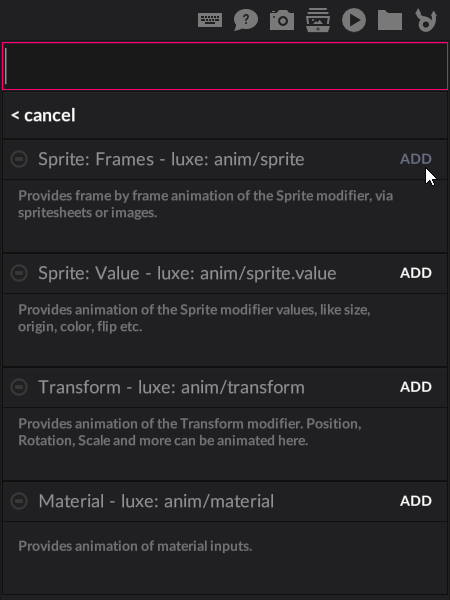 < cancel
Sprite: Frames - luxe: anim/sprite ADD
Provides frame by frame animation of the Sprite modifier, via
spritesheets or images.
Sprite: Value - luxe: anim/sprite.value ADD
Provides animation of the Sprite modifier values, like size,
origin, color, flip etc.
Transform - luxe: anim/transform ADD
Provides animation of the Transform modifier. Position,
Rotation, Scale and more can be animated here.
Material - luxe: anim/material ADD
Provides animation of material inputs.